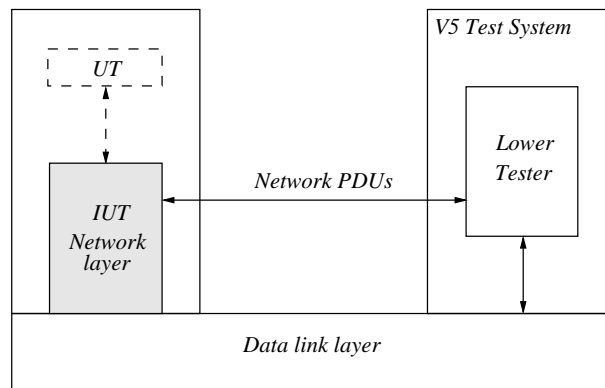 V5 Test System
UT
Lower
Tester
Network PDUs
IUT
Network
layer
Data link layer